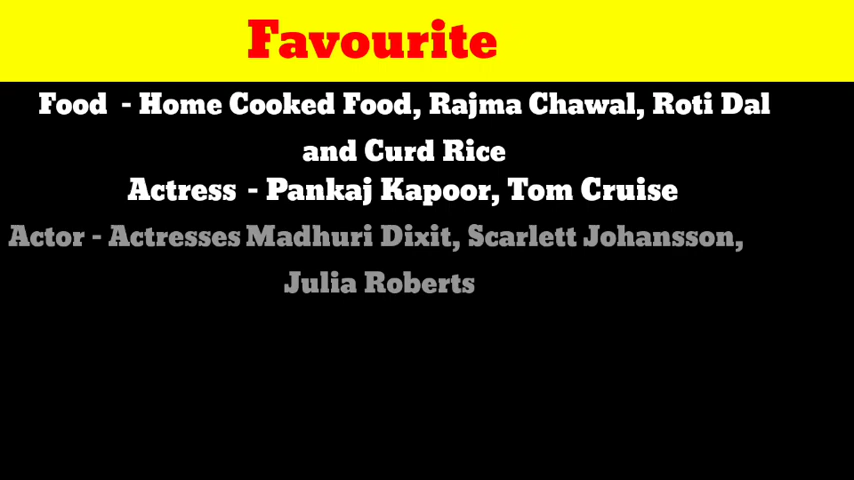 Favourite
Food - Home Cooked Food, Rajma Chawal, Roti Dal
and Curd Rice
Actress - Pankaj Kapoor, Tom Cruise
Actor - Actresses Madhuri Dixit, Scarlett Johansson,
Julia Roberts